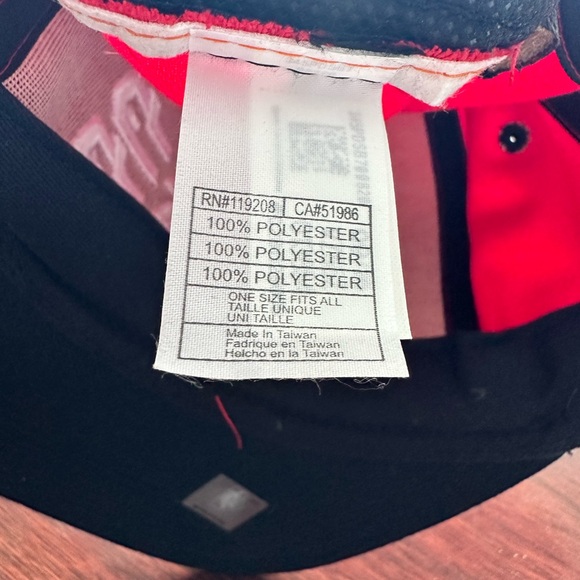 RN#119208 CA#51986
100% POLYESTER
100% POLYESTER
100% POLYESTER
ONE SIZE FITS ALL
TAILLE UNIQUE
UNI TAILLE
Made In Taiwan
Fabrique en Taiwan
Helcho en la Taiwan